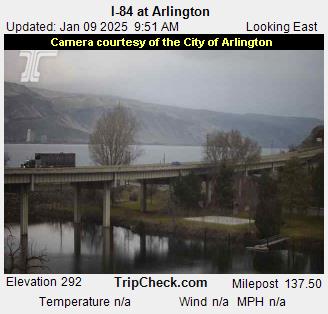 I-84 at Arlington
Updated: Jan 09 2025 9:51 AM Looking East
Camera courtesy of the City of Arlington
Elevation 292 TripCheck.com Milepost 137.50
Temperature n/a Wind n/a MPH n/a